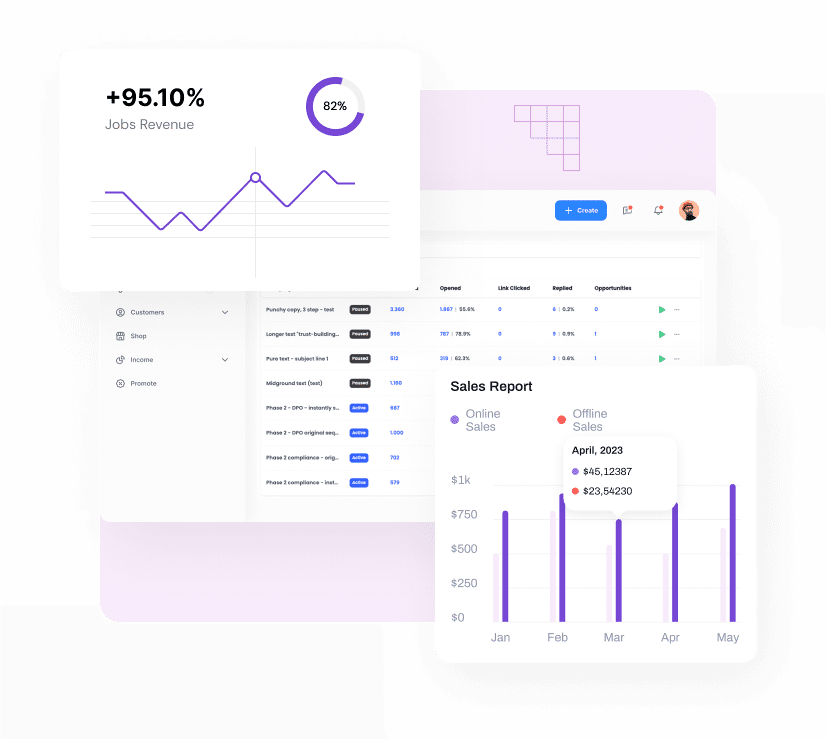 +95.10%
Jobs Revenue
82%
+ Create
Opened Link Clicked Replied Opportunities
Customers
Shop
Income
Promote
Punchy copy, 3 step - test Paused 3.360 1.867 | 55.6% 0 6 | 0.2% 0
Longer test "trust-building... Paused 998 767 | 78.9% 0 9 | 0.9% 1
Pure text - subject line 1 Paused 512 319 | 62.3% 0 3 | 0.6% 1
Midground test (test) Paused 1.160
Phase 2 - DPO - instantly s... Active 687
Phase 2 - DPO original seq... Active 1.000
Phase 2 compliance - orig... Active 702
Phase 2 compliance - inst... Active 579
Sales Report
Online Sales
Offline Sales
April, 2023
$45,12387
$23,54230
$1k
$750
$500
$250
$0
Jan Feb Mar Apr May